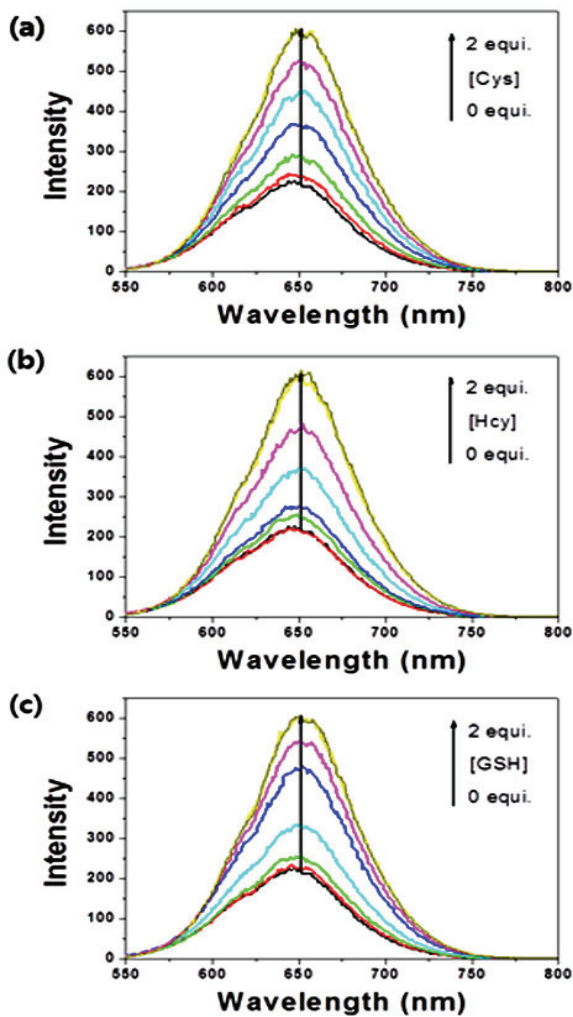 (a)
600
500
400
300
200
100
0
Intensity
2 equi.
[Cys]
0 equi.
550 600 650 700 750 800
Wavelength (nm)
(b)
600
500
400
300
200
100
0
Intensity
2 equi.
[Hcy]
0 equi.
550 600 650 700 750 800
Wavelength (nm)
(c)
600
500
400
300
200
100
0
Intensity
2 equi.
[GSH]
0 equi.
550 600 650 700 750 800
Wavelength (nm)